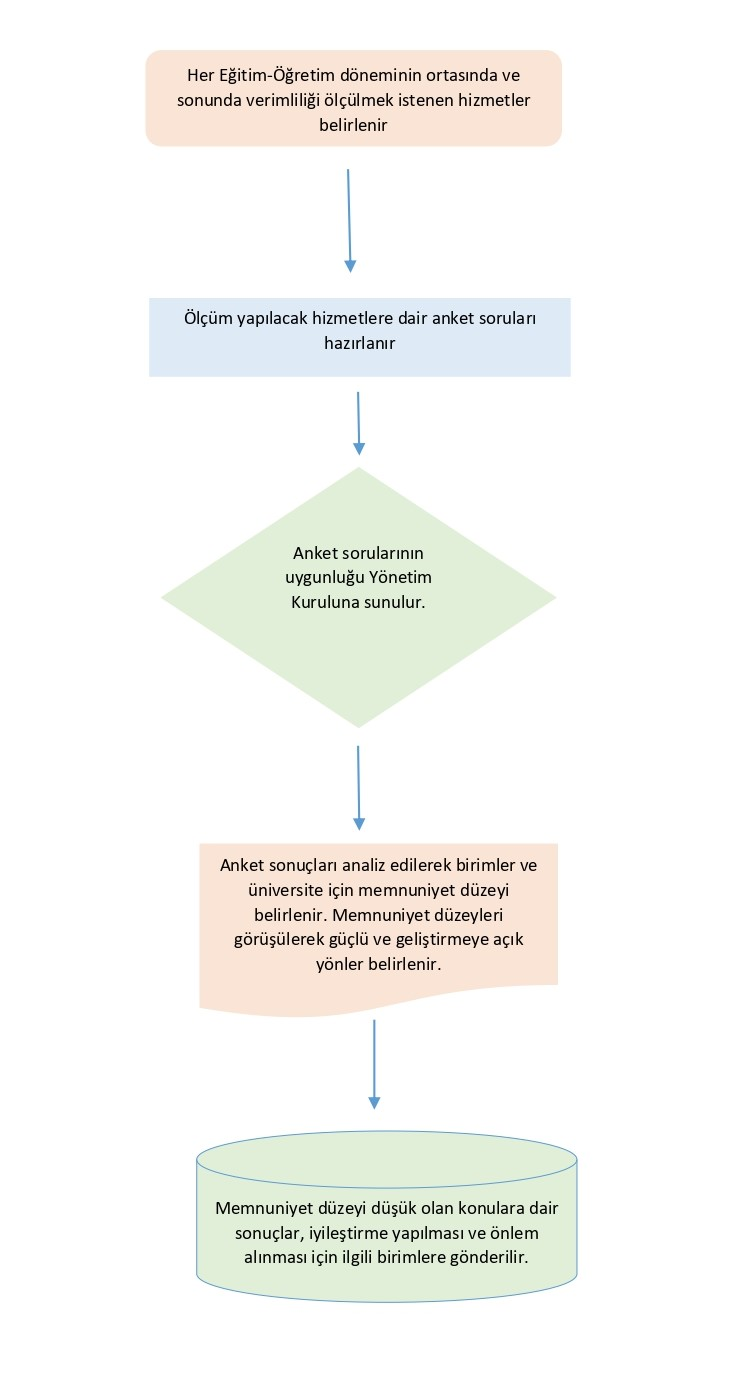 Her Eğitim-Öğretim döneminin ortasında ve
sonunda verimliliği ölçülmek istenen hizmetler
belirlenir
Ölçüm yapılacak hizmetlere dair anket soruları
hazırlanır
Anket sorularının
uygunluğu Yönetim
Kuruluna sunulur.
Anket sonuçları analiz edilerek birimler ve
üniversite için memnuniyet düzeyi
belirlenir. Memnuniyet düzeyleri
görüşülerek güçlü ve geliştirmeye açık
yönler belirlenir.
Memnuniyet düzeyi düşük olan konulara dair
sonuçlar, iyileştirme yapılması ve önlem
alınması için ilgili birimlere gönderilir.